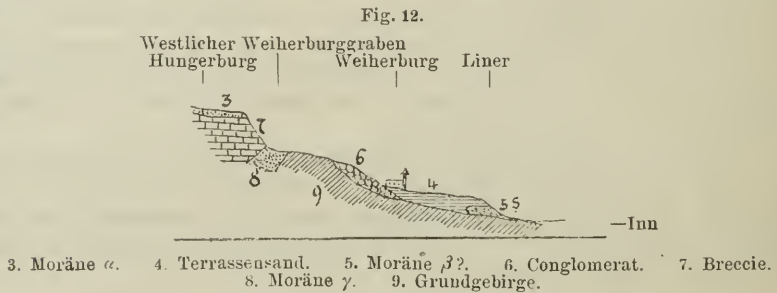 Fig. 12.
Westlicher Weiherburggraben
Hungerburg Weiherburg Liner
3
7
6
8
4
9
5
—Inn
3. Moräne α. 4. Terrassensand. 5. Moräne β?. 6. Conglomerat. 7. Breccie.
8. Moräne γ. 9. Grundgebirge.